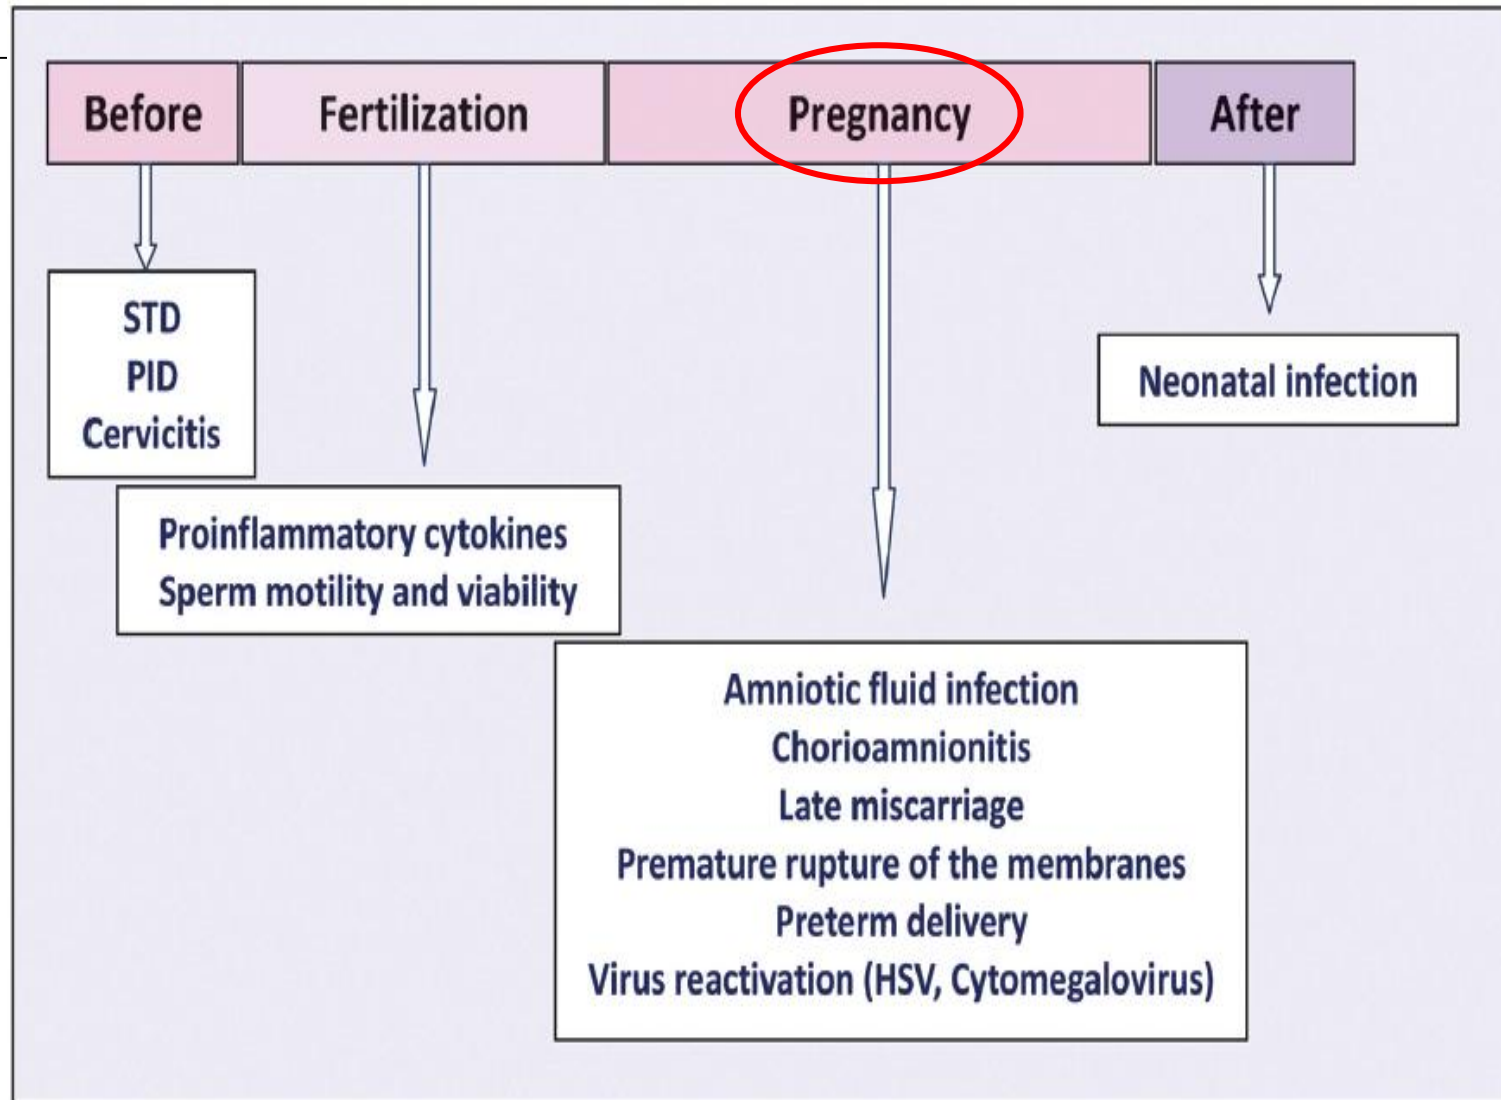 Before
Fertilization
Pregnancy
After
STD
PID
Cervicitis
Proinflammatory cytokines
Sperm motility and viability
Amniotic fluid infection
Chorioamnionitis
Late miscarriage
Premature rupture of the membranes
Preterm delivery
Virus reactivation (HSV, Cytomegalovirus)
Neonatal infection